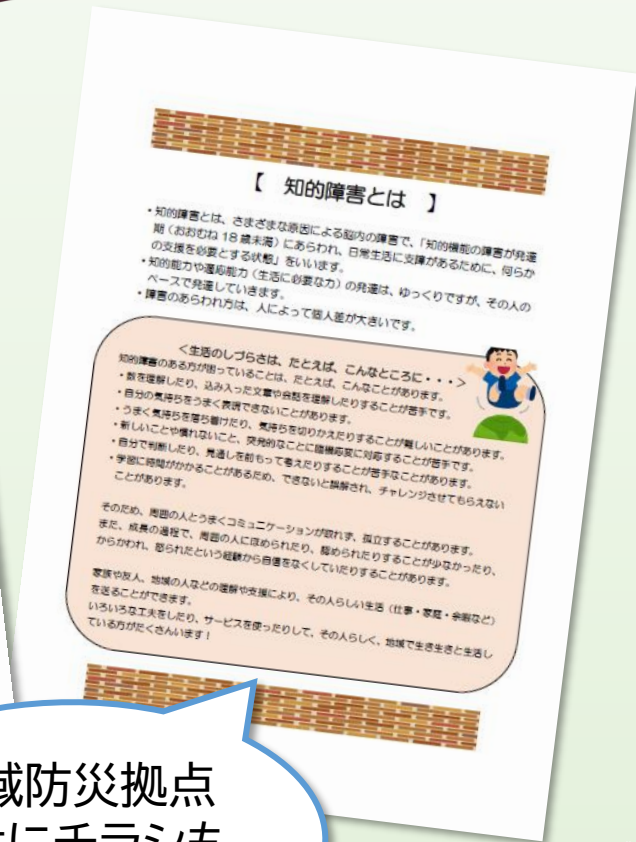 【　知的障害とは　】
・知的障害とは、さまざまな原因による脳内の障害で、「知的機能の障害が発達
期（おおむね 18 歳未満）にあらわれ、日常生活に支障があるために、何らか
の支援を必要とする状態」をいいます。
・知的能力や適応能力（生活に必要な力）の発達は、ゆっくりですが、その人の
ペースで発達していきます。
・障害のあらわれ方は、人によって個人差が大きいです。
＜生活のしづらさは、たとえば、こんなところに・・・＞
知的障害のある方が困っていることは、たとえば、こんなことがあります。
・数を理解したり、込み入った文章や会話を理解したりすることが苦手です。
・自分の気持ちをうまく表現できないことがあります。
・うまく気持ちを落ち着けたり、気持ちを切りかえたりすることが難しいことがあります。
・新しいことや慣れないこと、突発的なことに臨機応変に対応することが苦手です。
・自分で判断したり、見通しを前もって考えたりすることが苦手なことがあります。
・学習に時間がかかることがあるため、できないと誤解され、チャレンジさせてもらえない
ことがあります。
そのため、周囲の人とうまくコミュニケーションが取れず、孤立することがあります。
また、成長の過程で、周囲の人に褒められたり、認められたりすることが少なかったり、
からかわれ、怒られたという経験から自信をなくしていたりすることがあります。
家族や友人、地域の人などの理解や支援により、その人らしい生活（仕事・家庭・余暇など）
を送ることができます。
いろいろな工夫をしたり、サービスを使ったりして、その人らしく、地域で生き生きと生活し
ている方がたくさんいます！
域防災拠点
にチラシも